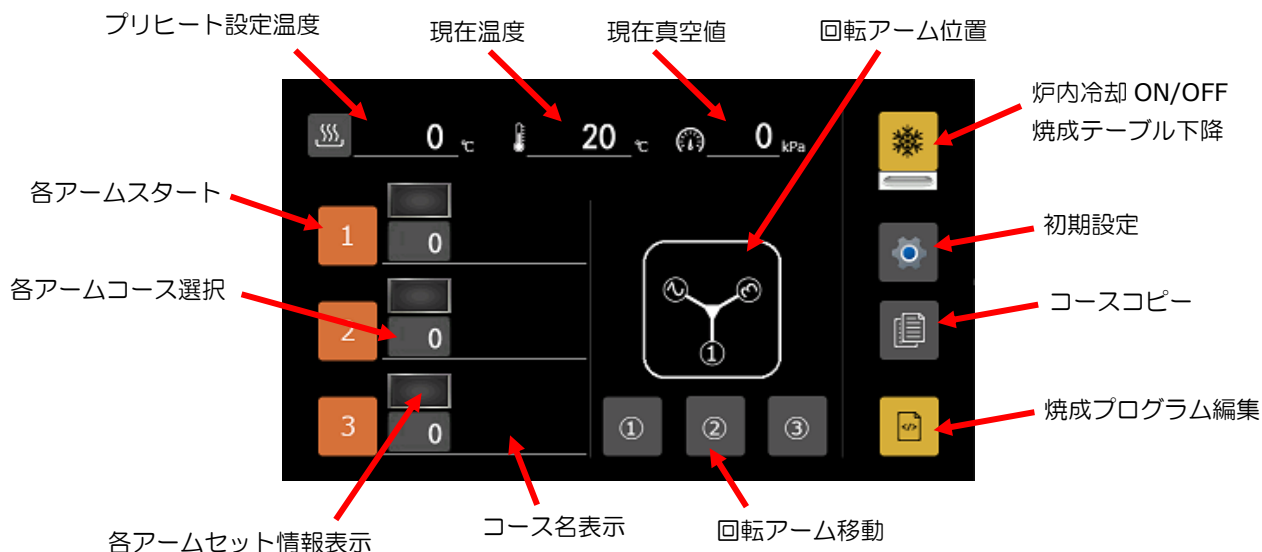 プリヒート設定温度
現在温度
現在真空値
回転アーム位置
炉内冷却 ON/OFF
焼成テーブル下降
0 ℃
20 ℃
0 kPa
各アームスタート
1
0
初期設定
各アームコース選択
2
0
② ③
①
コースコピー
3
0
① ② ③
焼成プログラム編集
</>
各アームセット情報表示
コース名表示
回転アーム移動